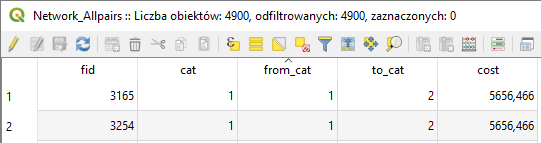 Network_Allpairs :: Liczba obiektów: 4900, odfiltrowanych: 4900, zaznaczonych: 0
fid cat from_cat to_cat cost
1 3165 1 1 2 5656,466
2 3254 1 1 2 5656,466